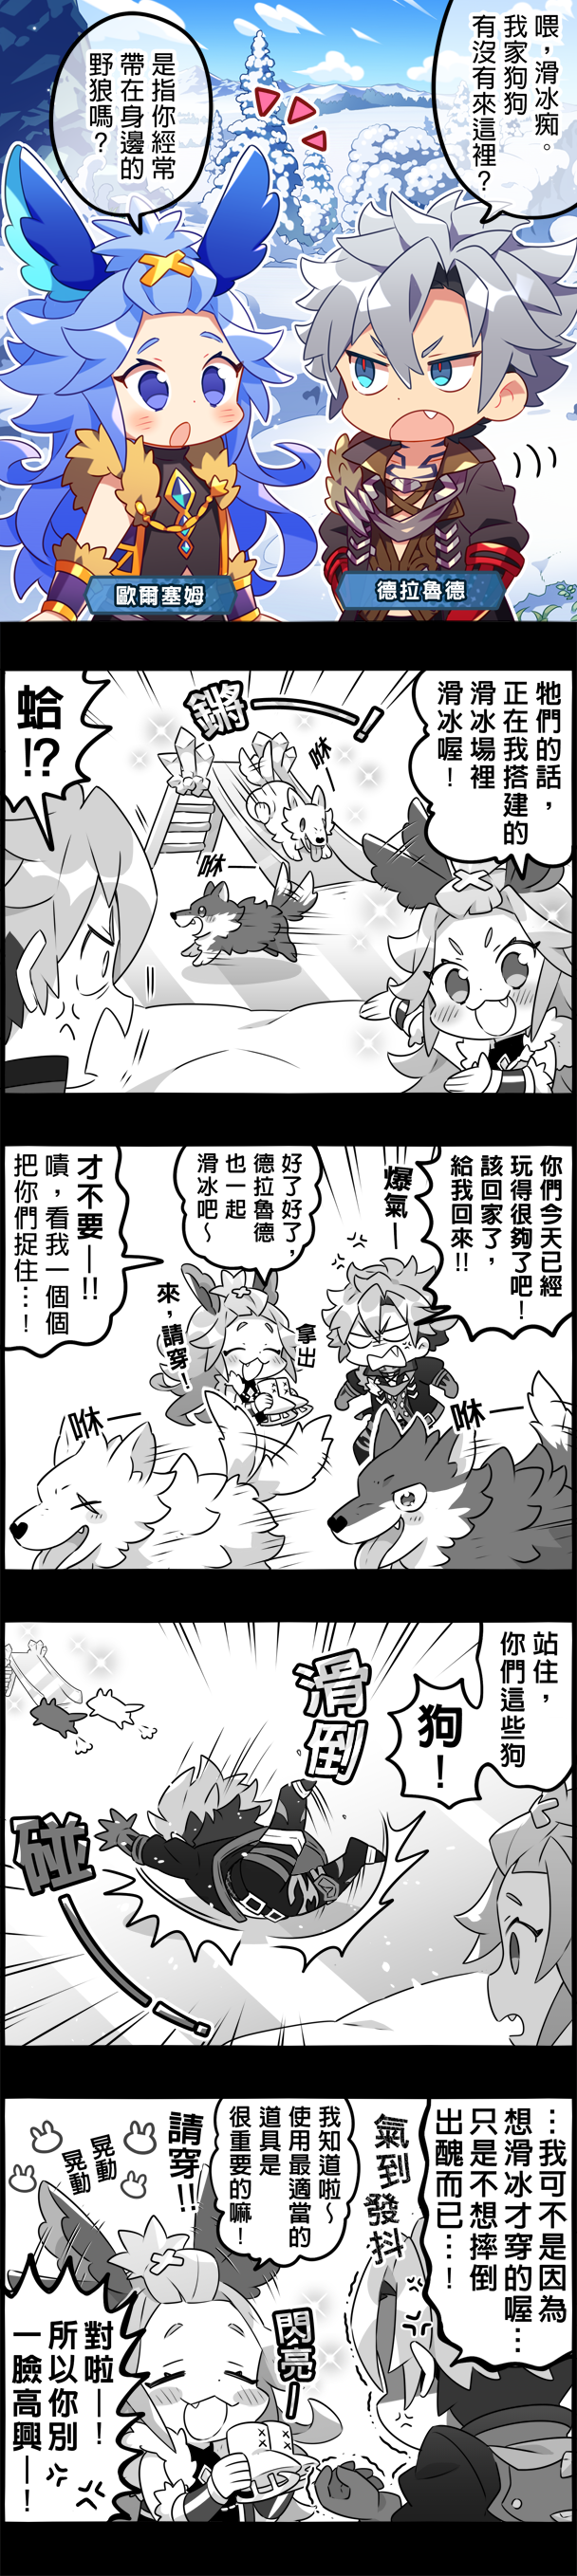 喂，滑冰痴。
我家狗狗
有沒有來這裡？
是指你經常
帶在身邊的
野狼嗎？
德拉魯德
歐爾塞姆
牠們的話，
正在我搭建的
滑冰場裡
滑冰喔！
鏘——！
咻—
咻—
蛤
!?
你們今天已經
玩得很夠了吧！
該回家了，
給我回來!!
爆氣—
好了好了，
德拉魯德
也一起
滑冰吧～
拿出
來，請穿！
才不要—!!
嘖，看我一個個
把你們捉住…！
咻—
咻—
站住，
你們這些狗
狗！
滑倒
碰——！
…我可不是因為
想滑冰才穿的喔…
只是不想摔倒
出醜而已…！
氣到發抖
我知道啦～
使用最適當的
道具是
很重要的嘛！
請穿!!
晃動
晃動
閃亮—
對啦—！
所以你別
一臉高興—！